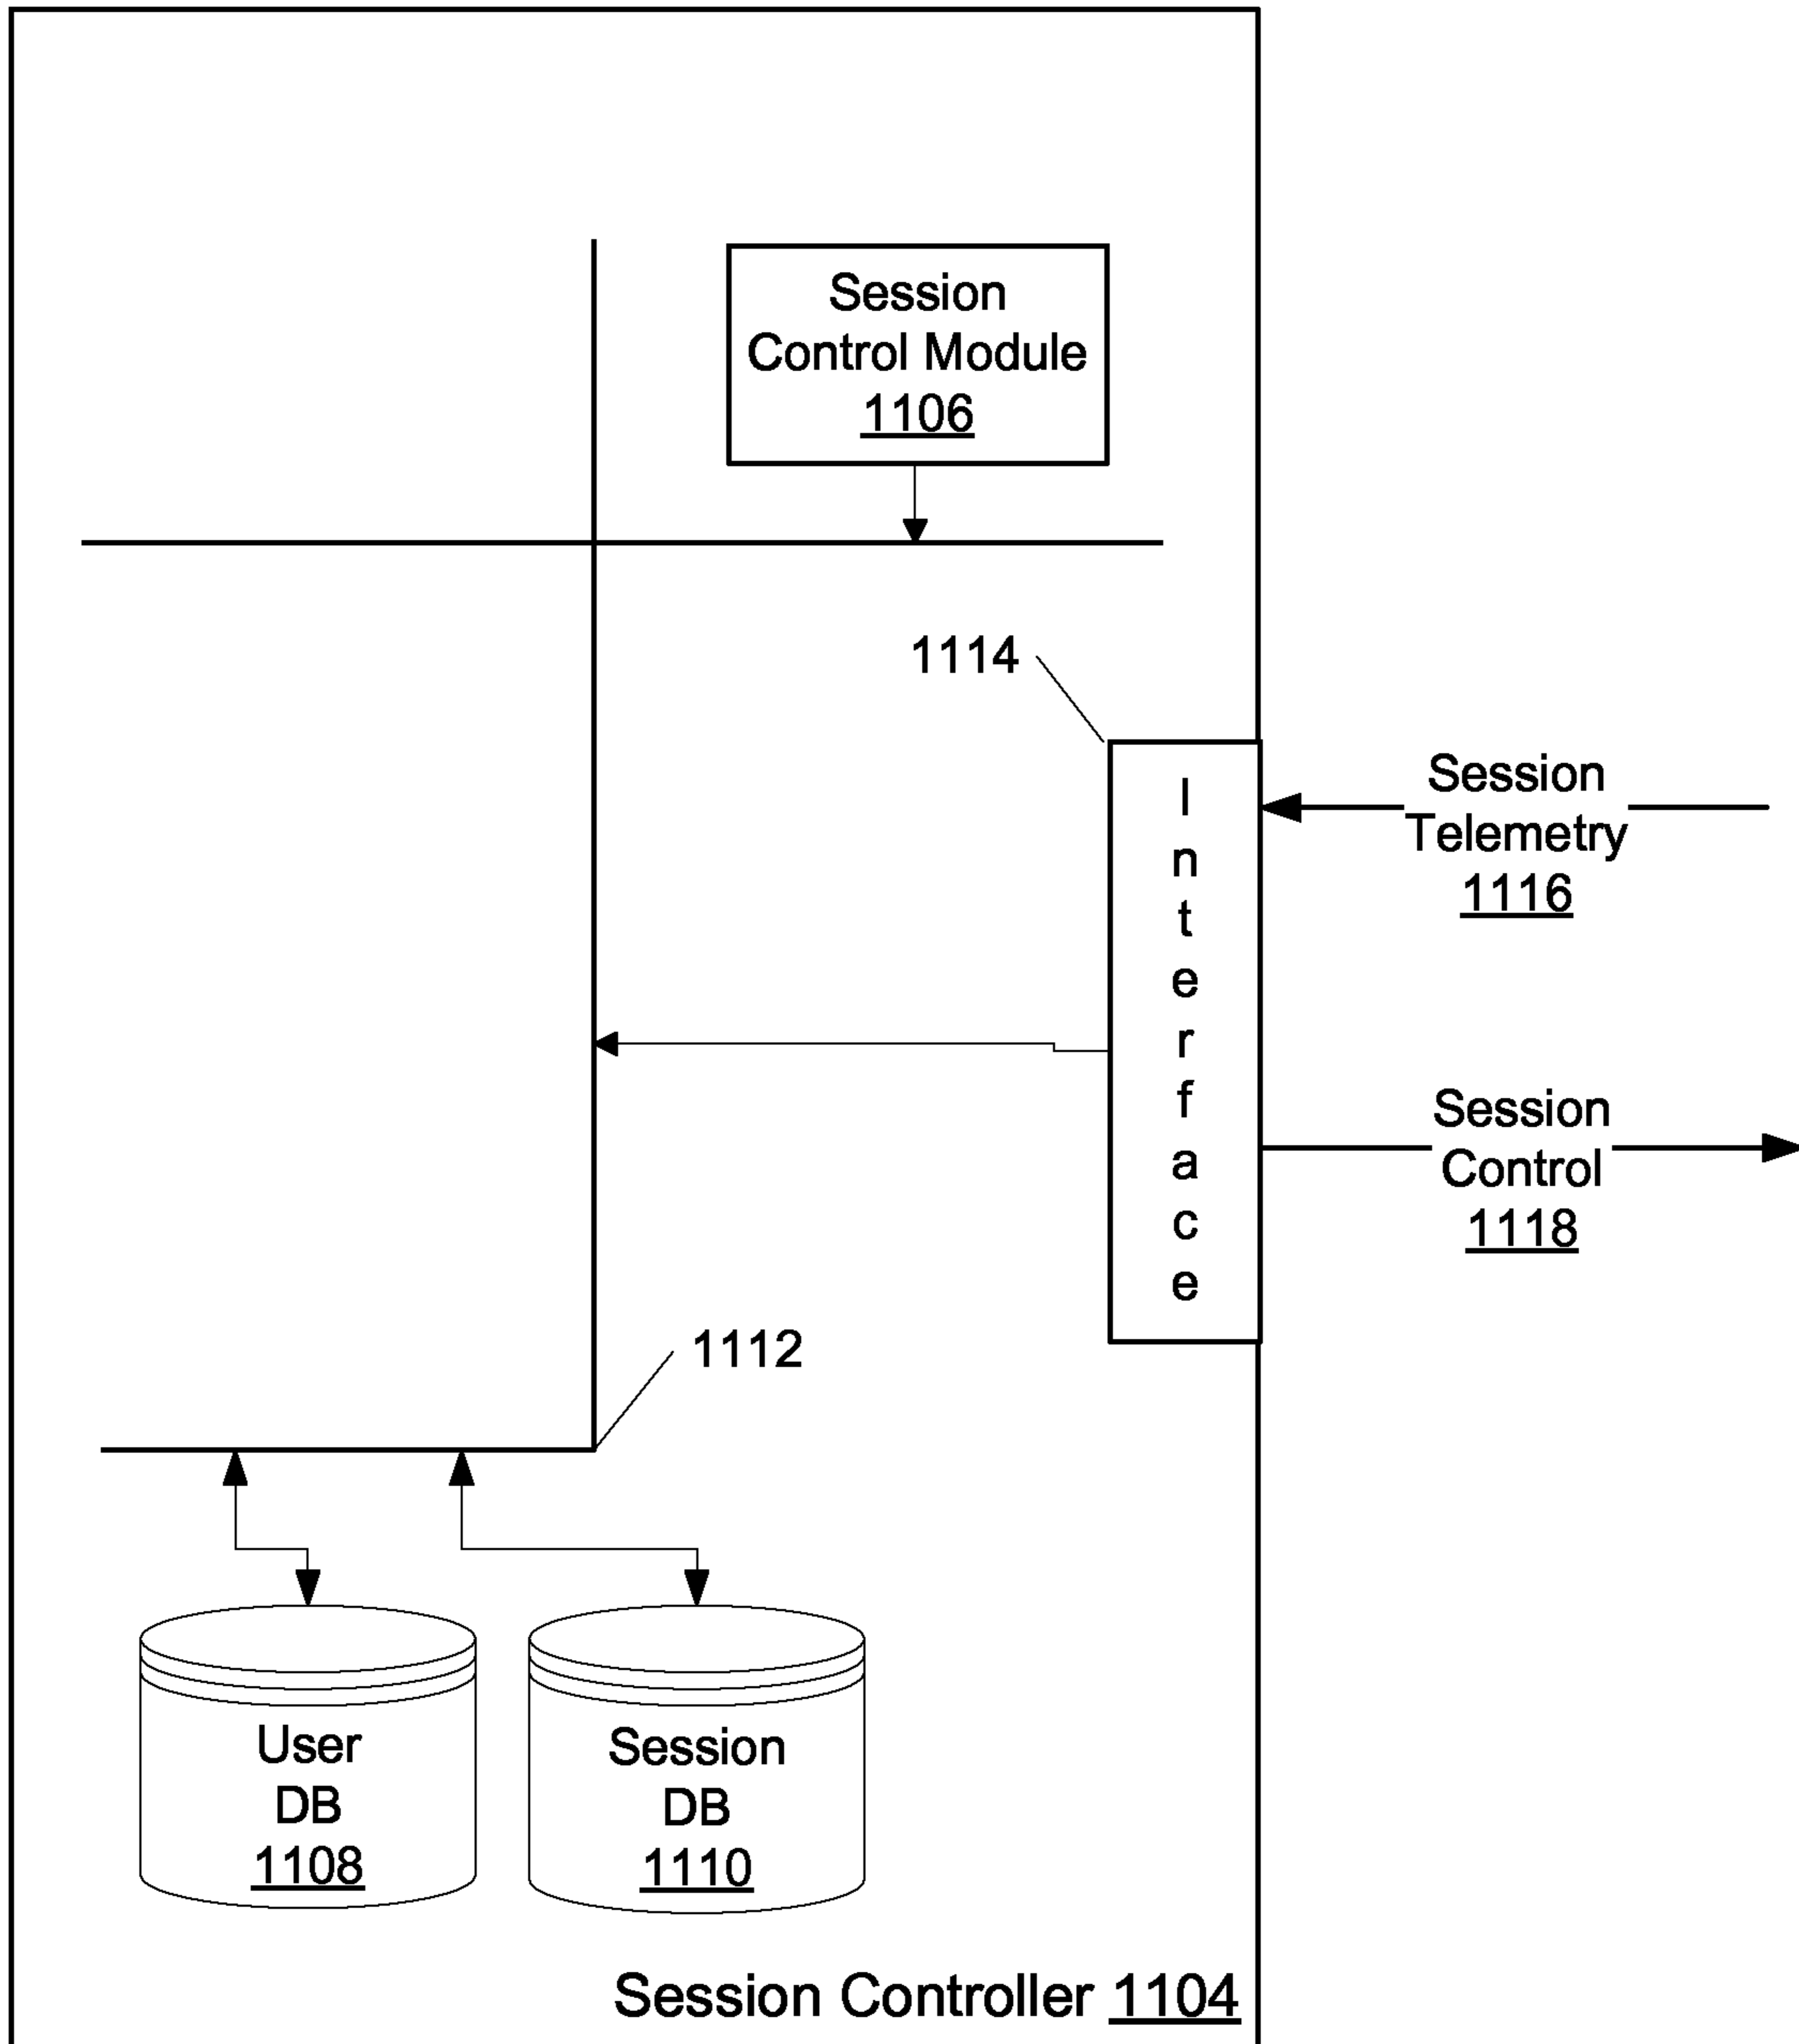 Session
Control Module
1106
1114
Interface
Session
Telemetry
1116
Session
Control
1118
1112
User
DB
1108
Session
DB
1110
Session Controller 1104